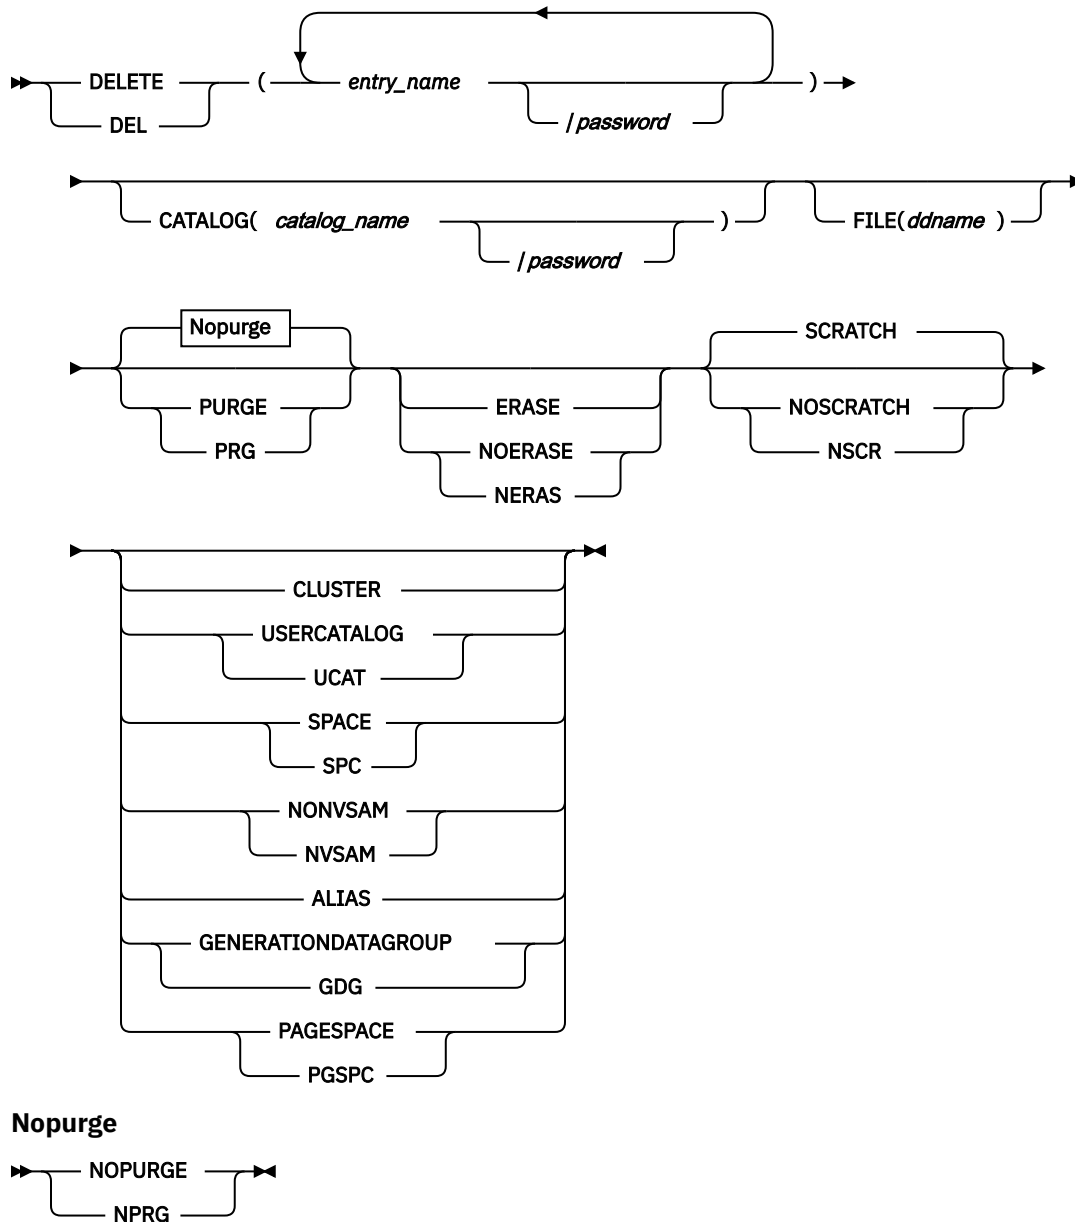 DELETE ( entry_name )
DEL /password
CATALOG( catalog_name ) FILE(ddname )
/password
Nopurge SCRATCH
PURGE ERASE NOSCRATCH
PRG NOERASE NSCR
NERAS
CLUSTER
USERCATALOG
UCAT
SPACE
SPC
NONVSAM
NVSAM
ALIAS
GENERATIONDATAGROUP
GDG
PAGESPACE
PGSPC
Nopurge
NOPURGE
NPRG